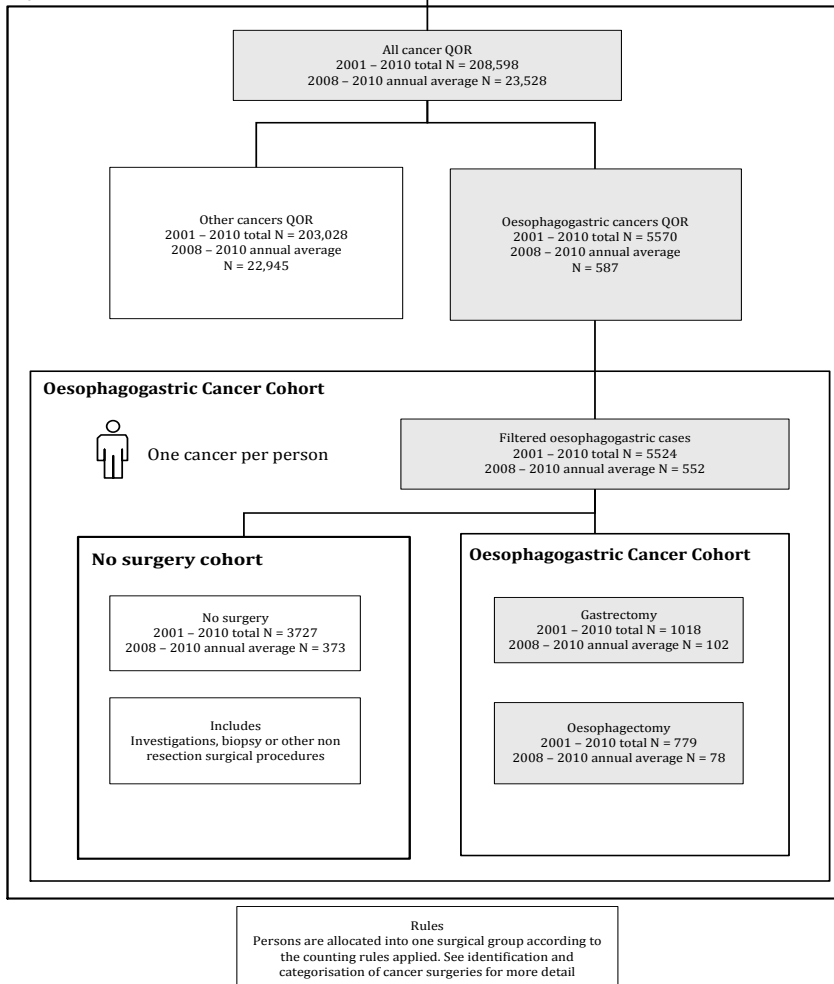 All cancer QOR
2001 – 2010 total N = 208,598
2008 – 2010 annual average N = 23,528
Other cancers QOR
2001 – 2010 total N = 203,028
2008 – 2010 annual average
N = 22,945
Oesophagogastric cancers QOR
2001 – 2010 total N = 5570
2008 – 2010 annual average
N = 587
Oesophagogastric Cancer Cohort
One cancer per person
Filtered oesophagogastric cases
2001 – 2010 total N = 5524
2008 – 2010 annual average N = 552
No surgery cohort
No surgery
2001 – 2010 total N = 3727
2008 – 2010 annual average N = 373
Includes
Investigations, biopsy or other non
resection surgical procedures
Oesophagogastric Cancer Cohort
Gastrectomy
2001 – 2010 total N = 1018
2008 – 2010 annual average N = 102
Oesophagectomy
2001 – 2010 total N = 779
2008 – 2010 annual average N = 78
Rules
Persons are allocated into one surgical group according to
the counting rules applied. See identification and
categorisation of cancer surgeries for more detail